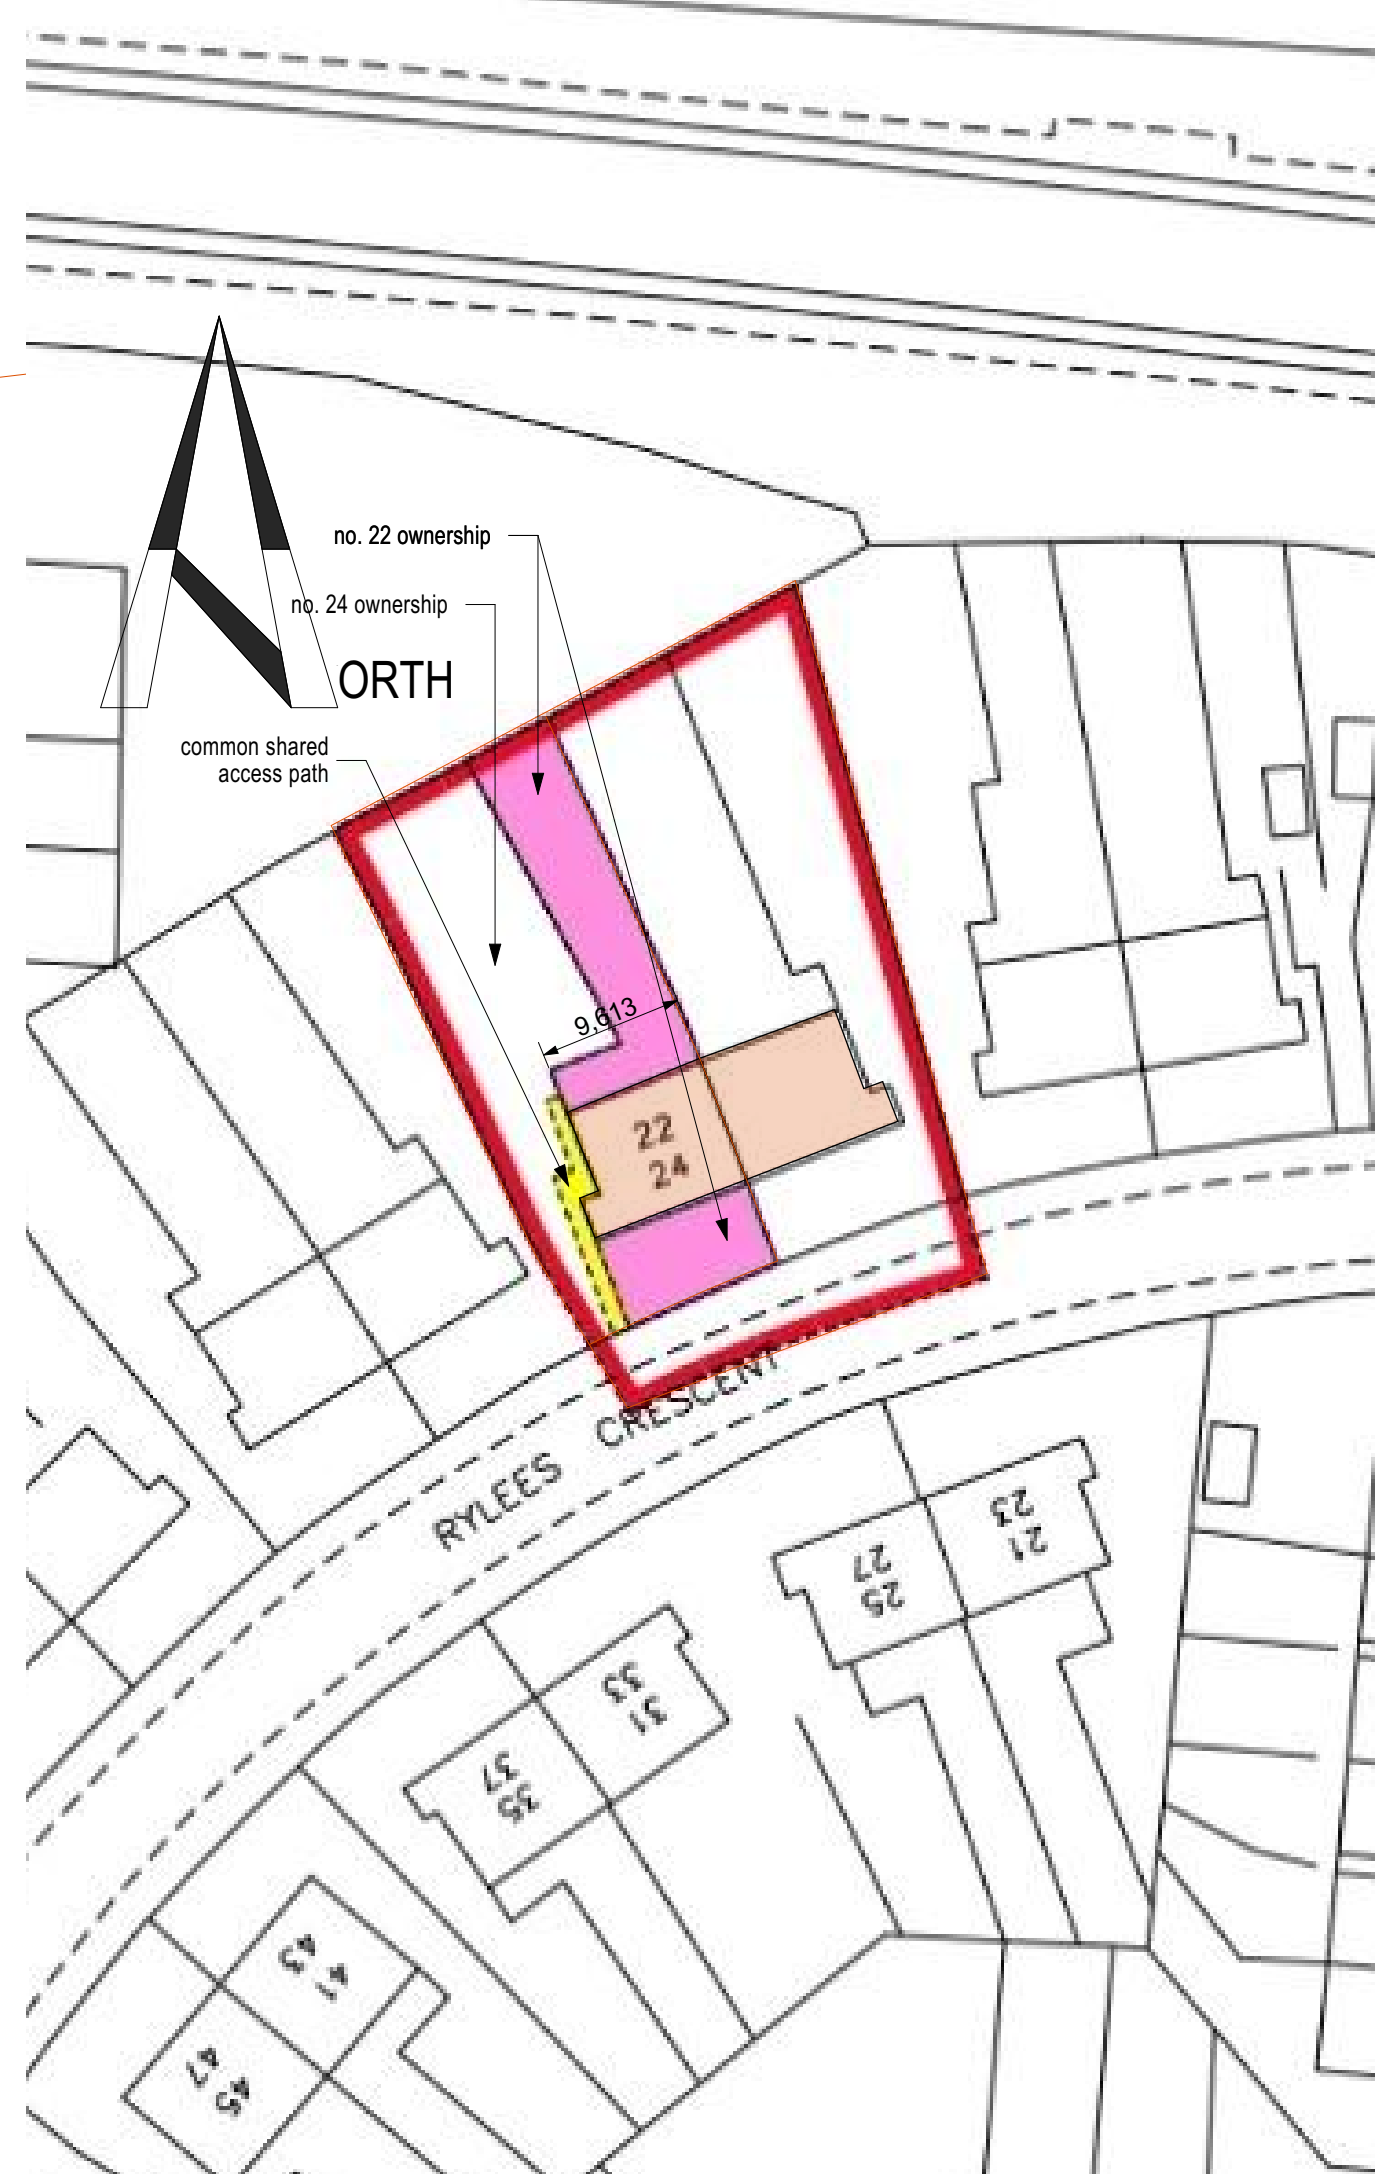 no. 22 ownership
no. 24 ownership
ORTH
common shared
access path
9,613
22
24
RYLEES CRESCENT
23
21
27
25
33
31
37
35
43
41
47
45